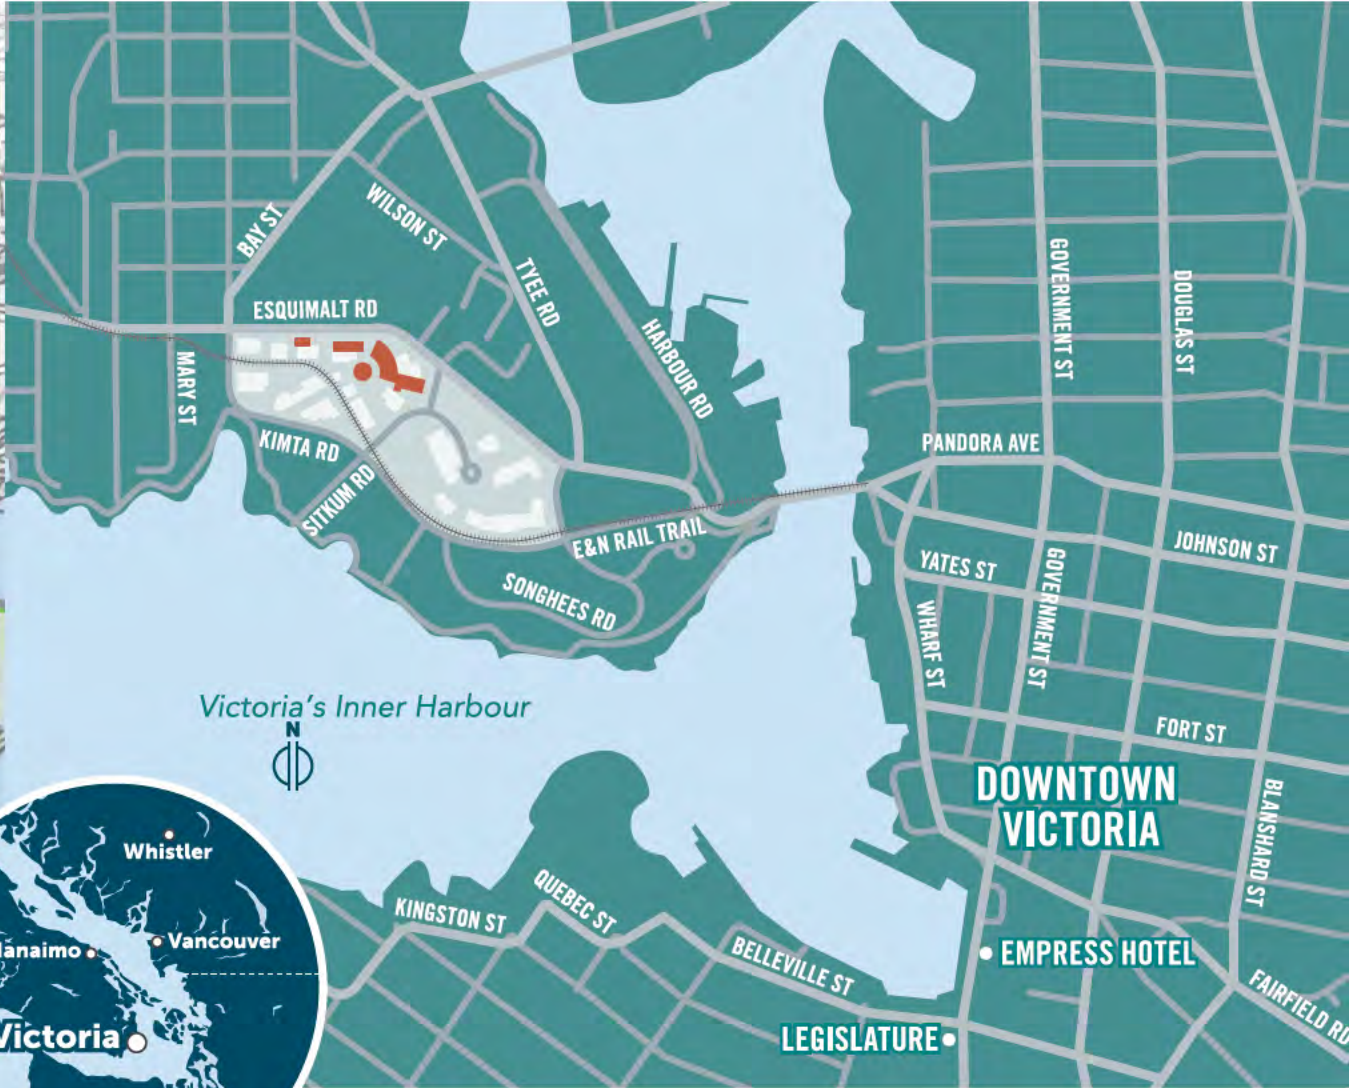 BAY ST
WILSON ST
TYEE RD
ESQUIMALT RD
HARBOUR RD
GOVERNMENT ST
DOUGLAS ST
MARY ST
KIMTA RD
SITKUM RD
PANDORA AVE
E&N RAIL TRAIL
SONGHEES RD
JOHNSON ST
YATES ST
GOVERNMENT ST
WHARF ST
Victoria's Inner Harbour
N
FORT ST
DOWNTOWN
VICTORIA
BLANSHARD ST
Whistler
Vancouver
anaimo
Victoria
KINGSTON ST
QUEBEC ST
BELLEVILLE ST
EMPRESS HOTEL
FAIRFIELD RD
LEGISLATURE